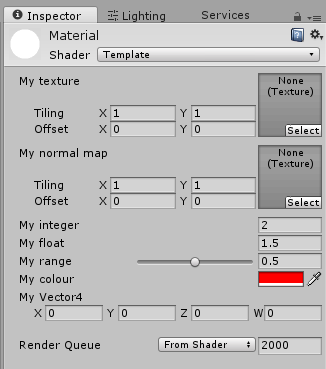 Inspector Lighting Services
Material
Shader Template
My texture None
(Texture)
Tiling X 1 Y 1
Offset X 0 Y 0
Select
My normal map None
(Texture)
Tiling X 1 Y 1
Offset X 0 Y 0
Select
My integer 2
My float 1.5
My range 0.5
My colour
My Vector4
X 0 Y 0 Z 0 W 0
Render Queue From Shader 2000